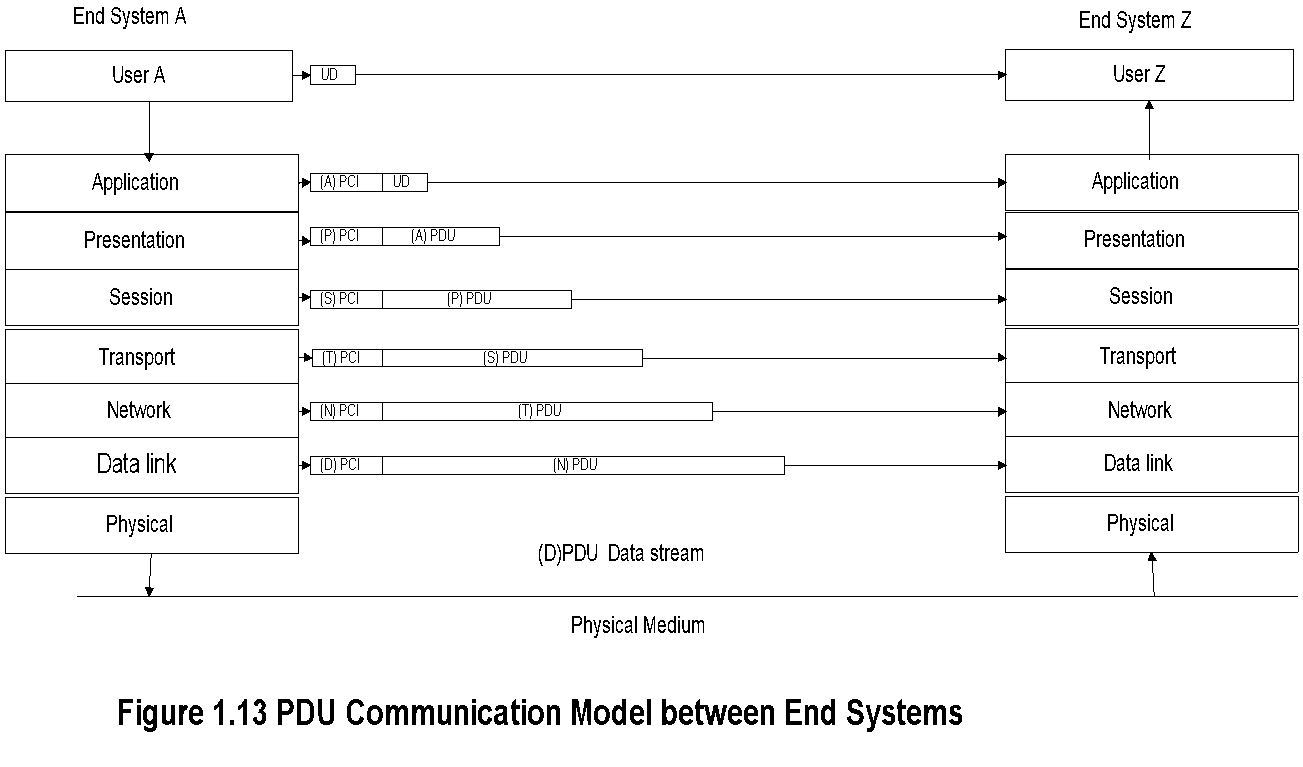 End System A
End System Z
User A
UD
User Z
Application
(A) PCI
UD
Application
Presentation
(P) PCI
(A) PDU
Presentation
Session
(S) PCI
(P) PDU
Session
Transport
(T) PCI
(S) PDU
Transport
Network
(N) PCI
(T) PDU
Network
Data link
(D) PCI
(N) PDU
Data link
Physical
Physical
(D)PDU Data stream
Physical Medium
Figure 1.13 PDU Communication Model between End Systems